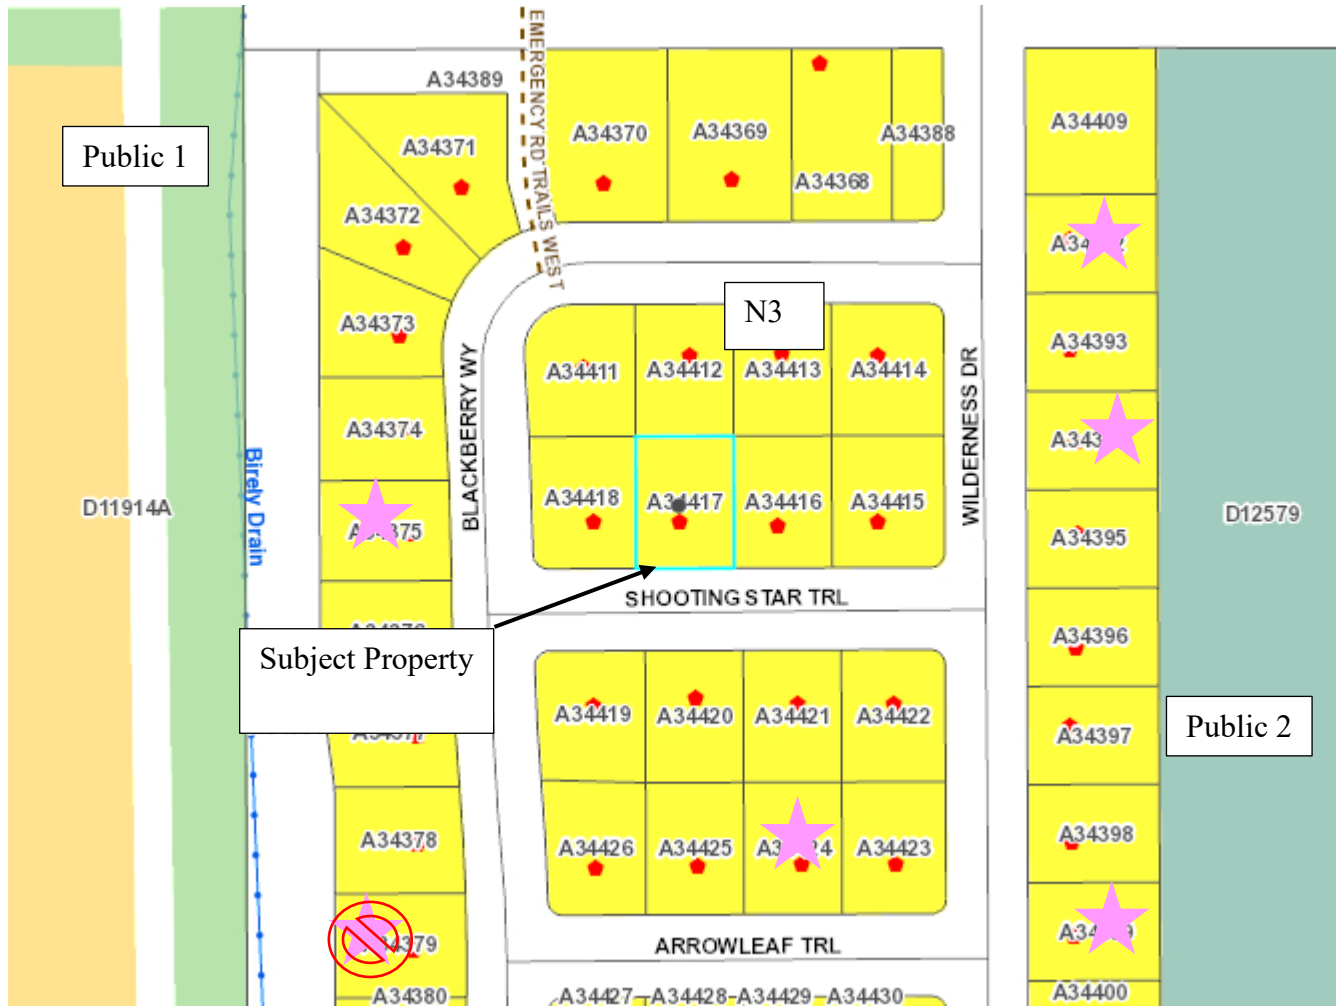 EMERGENCY RD TRAILS WEST
A34389
A34371
A34370
A34369
A34388
A34409
Public 1
A34368
A34372
N3
A34373
A34393
A34411
A34412
A34413
A34414
BLACKBERRY WY
WILDERNESS DR
A34374
Birely Drain
D11914A
A34418
A34417
A34416
A34415
D12579
A34395
SHOOTING STAR TRL
A34396
Subject Property
A34419
A34420
A34421
A34422
A34397
Public 2
A34378
A34426
A34425
A34423
A34398
ARROWLEAF TRL
A34380
A34427
A34428
A34429
A34430
A34400